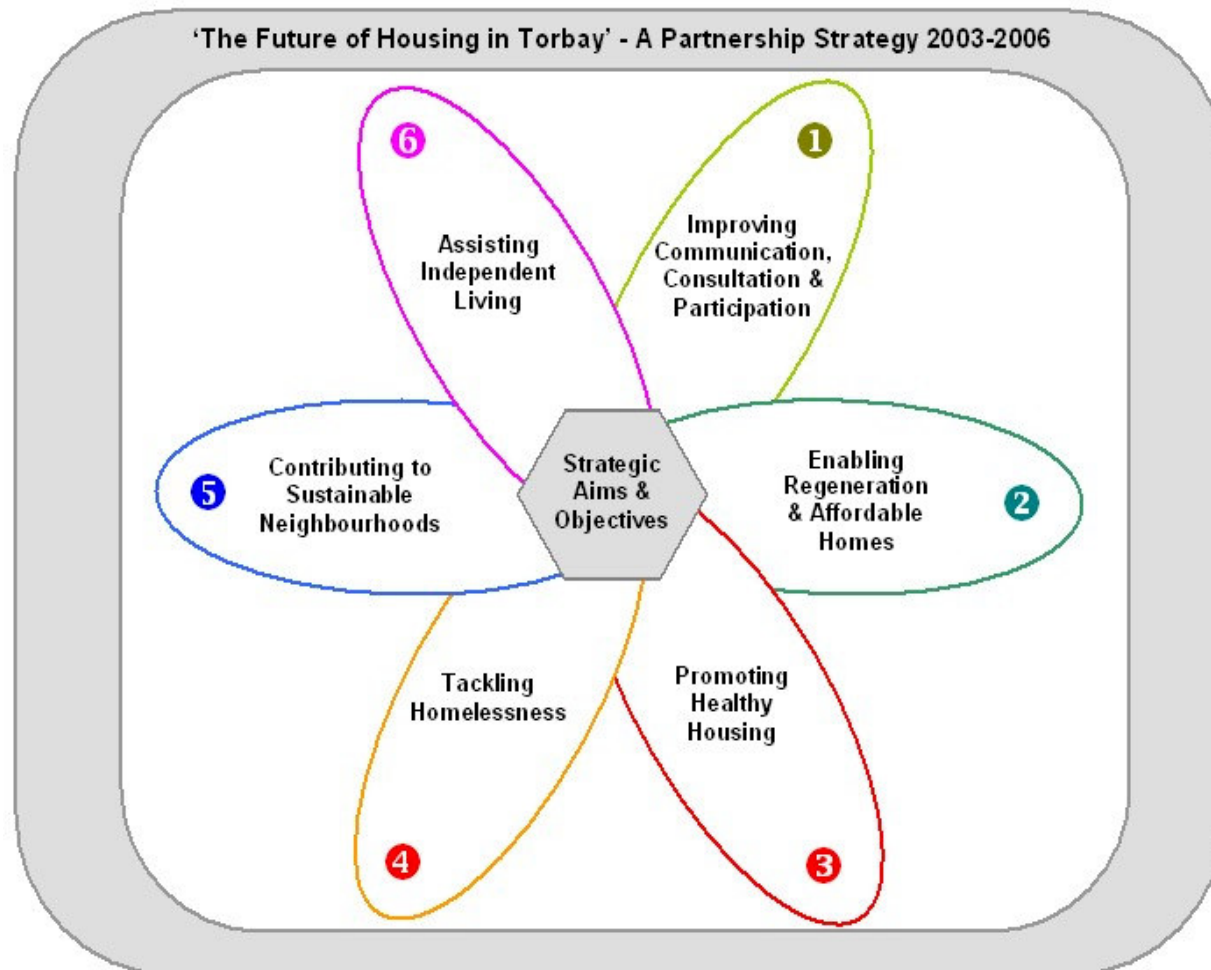 ‘The Future of Housing in Torbay’ - A Partnership Strategy 2003-2006
1
Improving
Communication,
Consultation &
Participation
2
Enabling
Regeneration
& Affordable
Homes
3
Promoting
Healthy
Housing
4
Tackling
Homelessness
5
Contributing to
Sustainable
Neighbourhoods
6
Assisting
Independent
Living
Strategic
Aims &
Objectives